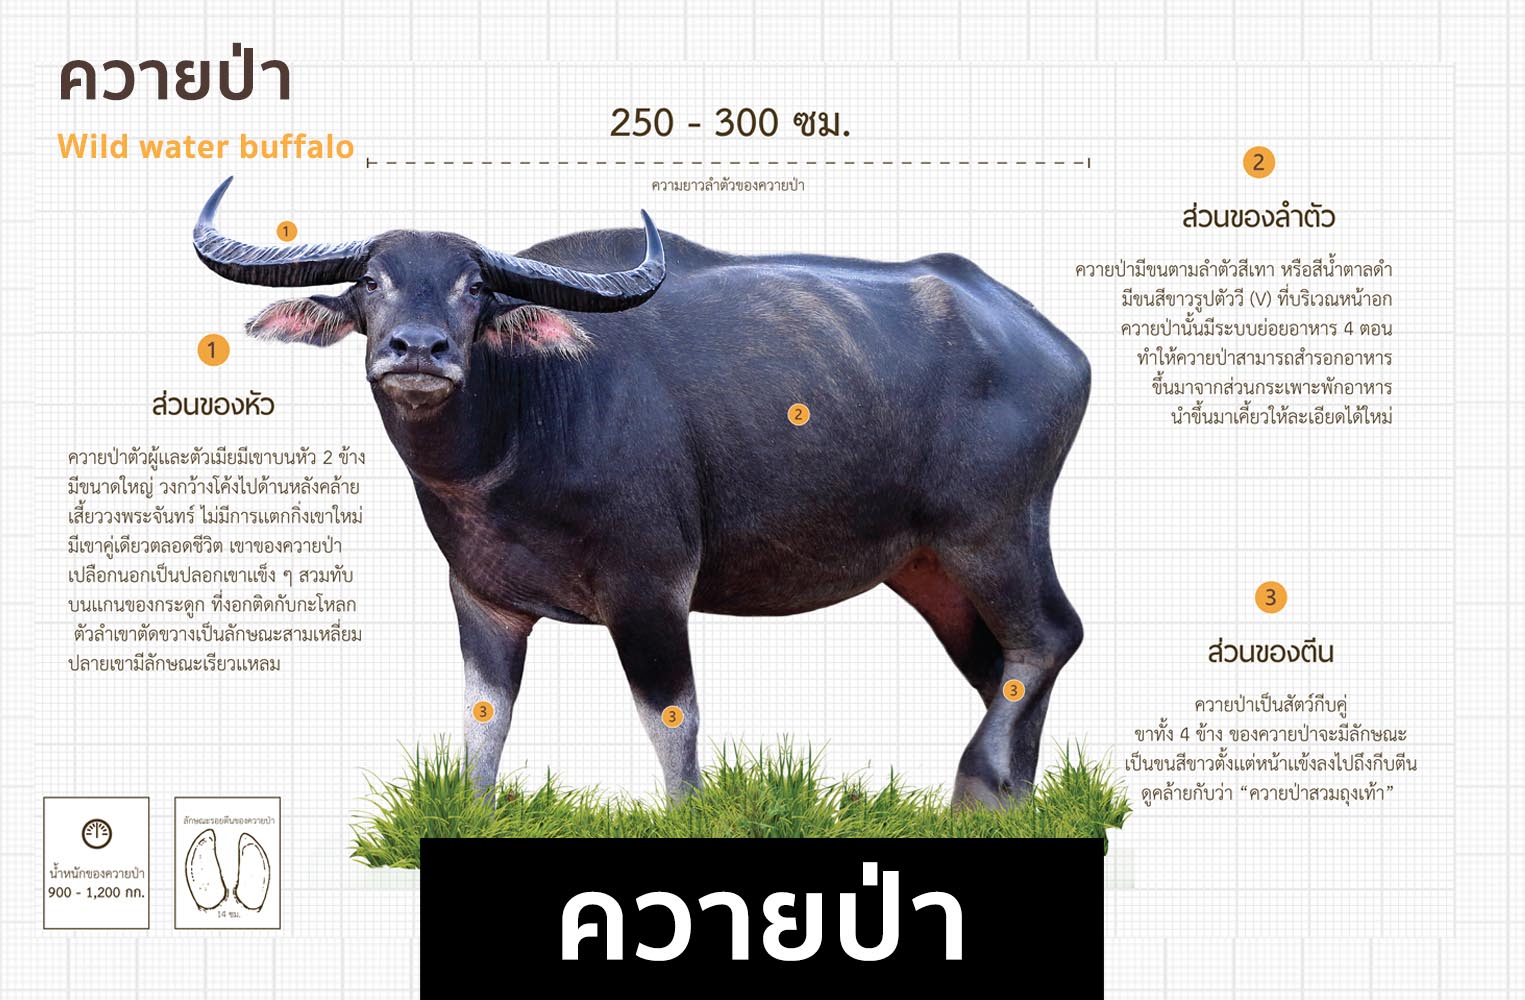 ควายป่า
Wild water buffalo
250 - 300 ซม.
ความยาวลำตัวของควายป่า
1
1
ส่วนของหัว
ควายป่าตัวผู้และตัวเมียมีเขาบนหัว 2 ข้าง
มีขนาดใหญ่ วงกว้างโค้งไปด้านหลังคล้าย
เสี้ยววงพระจันทร์ ไม่มีการแตกกิ่งเขาใหม่
มีเขาคู่เดียวตลอดชีวิต เขาของควายป่า
เปลือกนอกเป็นปลอกเขาแข็ง ๆ สวมทับ
บนแกนของกระดูก ที่งอกติดกับกะโหลก
ตัวลำเขาตัดขวางเป็นลักษณะสามเหลี่ยม
ปลายเขามีลักษณะเรียวแหลม
2
ส่วนของลำตัว
ควายป่ามีขนตามลำตัวสีเทา หรือสีน้ำตาลดำ
มีขนสีขาวรูปตัววี (V) ที่บริเวณหน้าอก
ควายป่านั้นมีระบบย่อยอาหาร 4 ตอน
ทำให้ควายป่าสามารถสำรอกอาหาร
ขึ้นมาจากส่วนกระเพาะพักอาหาร
นำขึ้นมาเคี้ยวให้ละเอียดได้ใหม่
2
3
ส่วนของตีน
ควายป่าเป็นสัตว์กีบคู่
ขาทั้ง 4 ข้าง ของควายป่าจะมีลักษณะ
เป็นขนสีขาวตั้งแต่หน้าแข้งลงไปถึงกีบตีน
ดูคล้ายกับว่า “ควายป่าสวมถุงเท้า”
3
3
3
น้ำหนักของควายป่า
900 - 1,200 กก.
ลักษณะรอยตีนของควายป่า
14 ซม.
ควายป่า